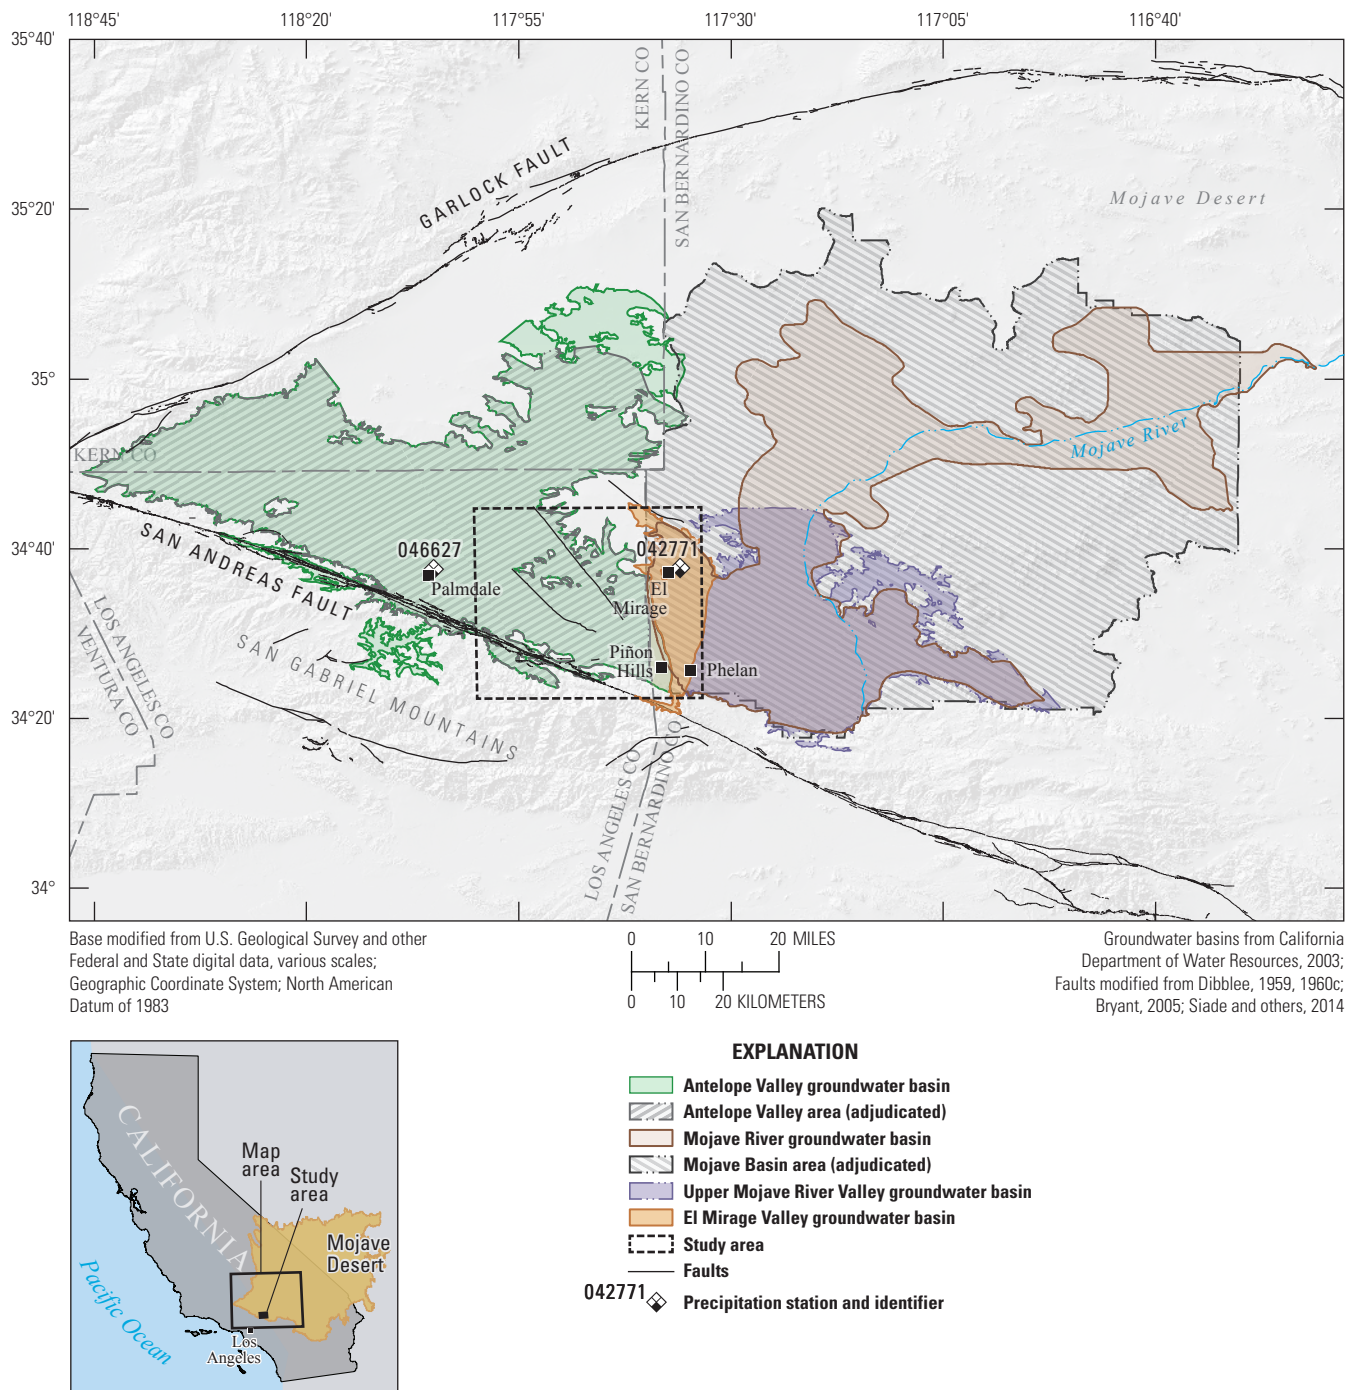 118°45'
118°20'
117°55'
117°30'
117°05'
116°40'
35°40'
35°20'
35°
34°40'
34°20'
34°
KERN CO
SAN BERNARDINO CO
GARLOCK FAULT
Mojave Desert
Mojave River
KERN CO
SAN ANDREAS FAULT
046627
Palmdale
042771
El
Mirage
Piñon
Hills
Phelan
LOS ANGELES CO
VENTURA CO
SAN GABRIEL MOUNTAINS
LOS ANGELES CO
SAN BERNARDINO CO
Base modified from U.S. Geological Survey and other
Federal and State digital data, various scales;
Geographic Coordinate System; North American
Datum of 1983
0 10 20 MILES
0 10 20 KILOMETERS
Groundwater basins from California
Department of Water Resources, 2003;
Faults modified from Dibblee, 1959, 1960c;
Bryant, 2005; Siade and others, 2014
CALIFORNIA
Map
area
Study
area
Mojave
Desert
Pacific Ocean
Los
Angeles
EXPLANATION
Antelope Valley groundwater basin
Antelope Valley area (adjudicated)
Mojave River groundwater basin
Mojave Basin area (adjudicated)
Upper Mojave River Valley groundwater basin
El Mirage Valley groundwater basin
Study area
Faults
042771 Precipitation station and identifier